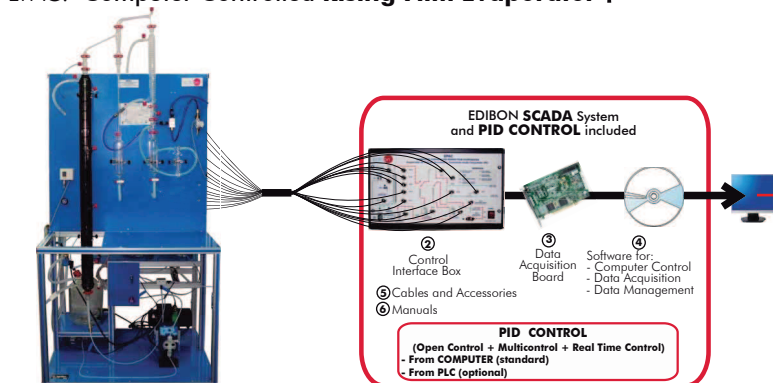 Computer Controlled Rising Film Evaporator
EDIBON SCADA System
and PID CONTROL included
2
Control
Interface Box
3
Data
Acquisition
Board
4
Software for:
- Computer Control
- Data Acquisition
- Data Management
5 Cables and Accessories
6 Manuals
PID CONTROL
(Open Control + Multicontrol + Real Time Control)
- From COMPUTER (standard)
- From PLC (optional)